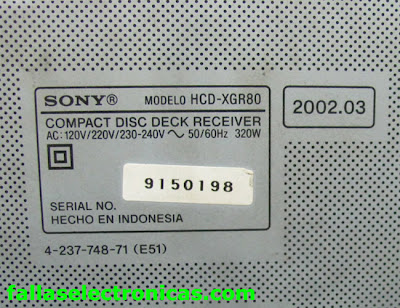 SONY® MODELO HCD-XGR80
2002.03
COMPACT DISC DECK RECEIVER
AC:120V/220V/230-240V ~ 50/60Hz 320W
9150198
SERIAL NO.
HECHO EN INDONESIA
4-237-748-71 (E51)
fallaselectronicas.com